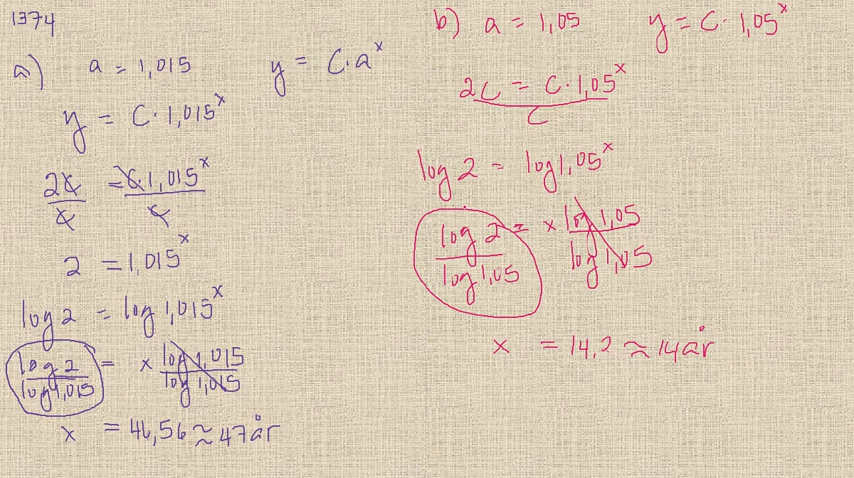 1374
a) a = 1,015 y = C·a^x
y = C·1,015^x
2C/C = C·1,015^x/C
2 = 1,015^x
log 2 = log 1,015^x
log 2/log 1,015 = x log 1,015/log 1,015
x = 46,56 ≈ 47 år
b) a = 1,05 y = C·1,05^x
2C = C·1,05^x
C
log 2 = log 1,05^x
log 2/log 1,05 = x log 1,05/log 1,05
x = 14,2 ≈ 14 år